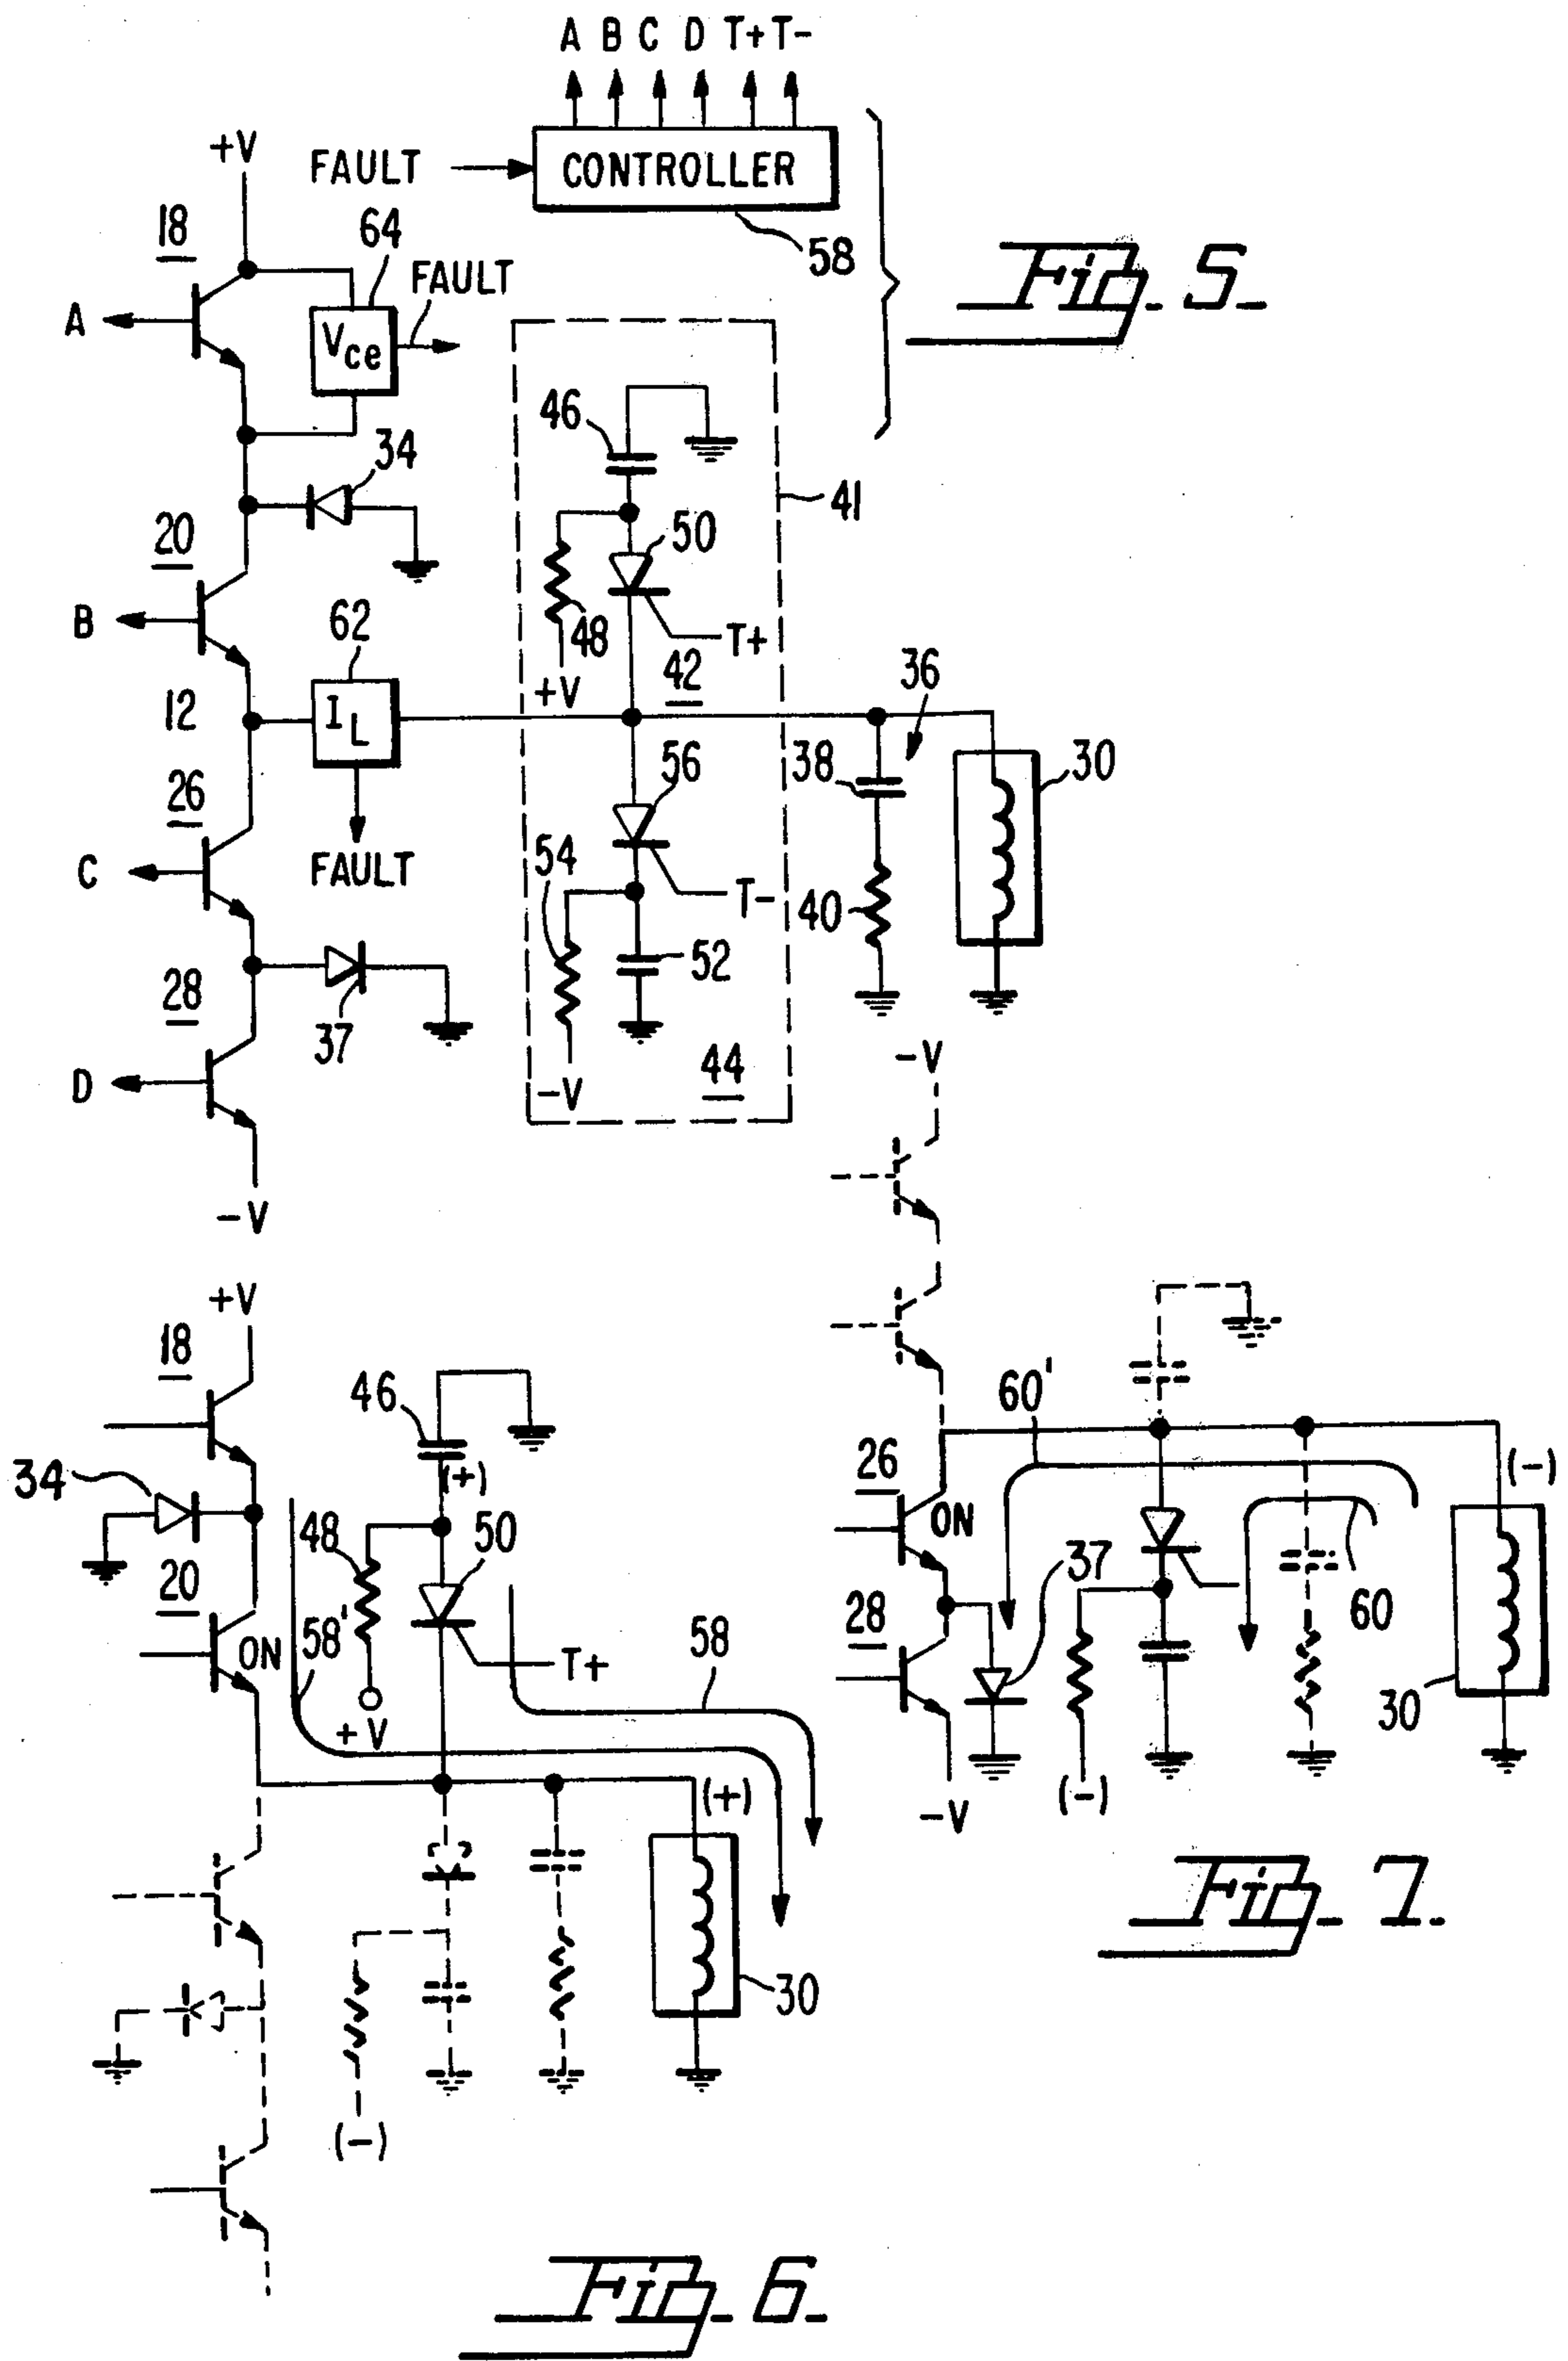 A B C D T+ T-
CONTROLLER
FAULT
58
Fig. 5
+V
18
64
FAULT
A
Vce
34
46
41
50
20
48
T+
+V
42
B
62
IL
12
FAULT
36
38
30
56
26
54
T-
40
C
52
28
37
44
D
-V
-V
-V
+V
18
46
(+)
34
48
50
20
ON
58'
T+
58
+V
(+)
30
(-)
Fig. 6
60'
(-)
26
ON
37
28
60
30
(-)
-V
Fig. 7.